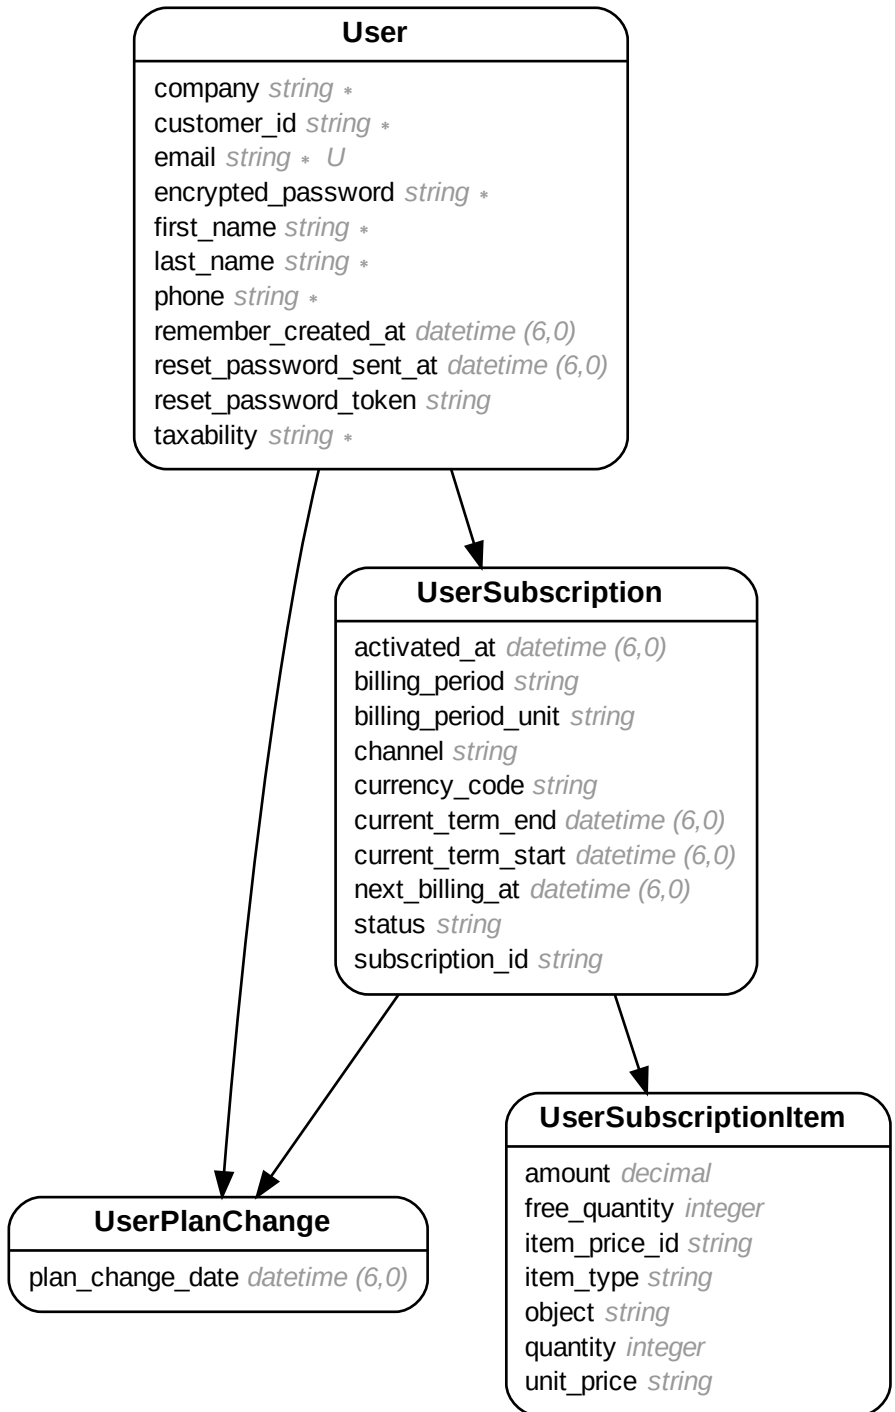 User
company string *
customer_id string *
email string * U
encrypted_password string *
first_name string *
last_name string *
phone string *
remember_created_at datetime (6,0)
reset_password_sent_at datetime (6,0)
reset_password_token string
taxability string *
UserSubscription
activated_at datetime (6,0)
billing_period string
billing_period_unit string
channel string
currency_code string
current_term_end datetime (6,0)
current_term_start datetime (6,0)
next_billing_at datetime (6,0)
status string
subscription_id string
UserPlanChange
plan_change_date datetime (6,0)
UserSubscriptionItem
amount decimal
free_quantity integer
item_price_id string
item_type string
object string
quantity integer
unit_price string